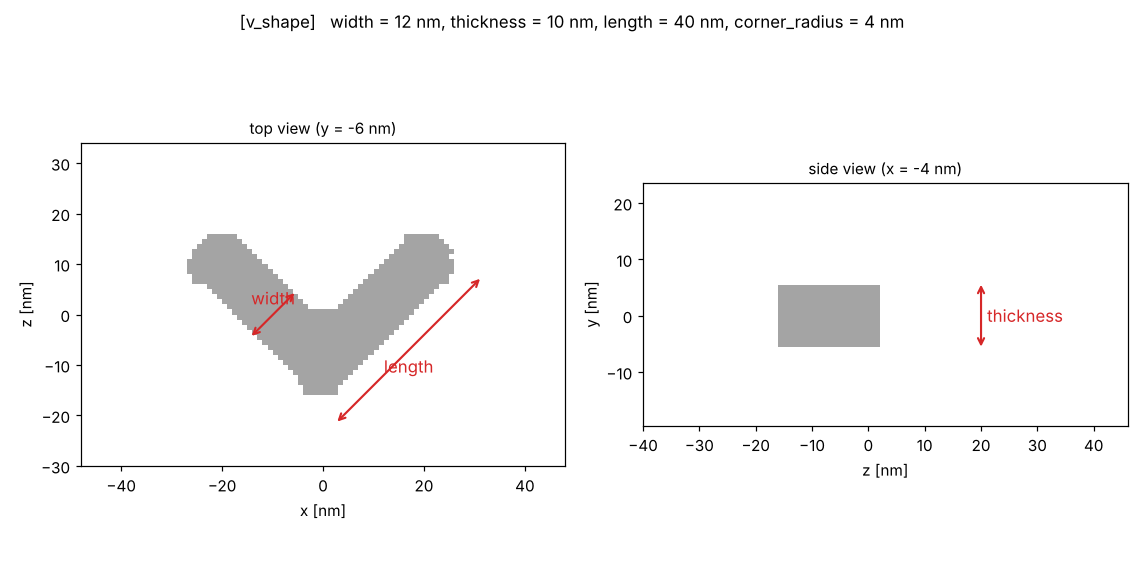 [v_shape]   width = 12 nm, thickness = 10 nm, length = 40 nm, corner_radius = 4 nm
top view (y = -6 nm)
30
20
10
0
−10
−20
−30
z [nm]
width
length
−40
−20
0
20
40
x [nm]
side view (x = -4 nm)
20
10
0
−10
y [nm]
thickness
−40
−30
−20
−10
0
10
20
30
40
z [nm]